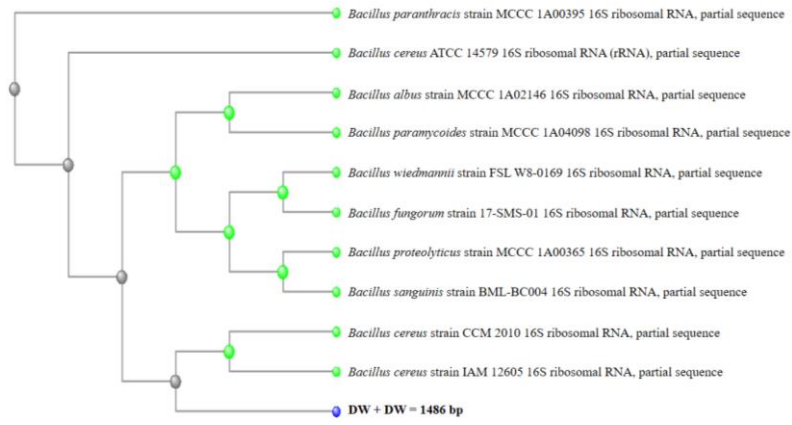 Bacillus paranthracis strain MCCC 1A00395 16S ribosomal RNA, partial sequence
Bacillus cereus ATCC 14579 16S ribosomal RNA (rRNA), partial sequence
Bacillus albus strain MCCC 1A02146 16S ribosomal RNA, partial sequence
Bacillus paramycoides strain MCCC 1A04098 16S ribosomal RNA, partial sequence
Bacillus wiedmannii strain FSL W8-0169 16S ribosomal RNA, partial sequence
Bacillus fungorum strain 17-SMS-01 16S ribosomal RNA, partial sequence
Bacillus proteolyticus strain MCCC 1A00365 16S ribosomal RNA, partial sequence
Bacillus sanguinis strain BML-BC004 16S ribosomal RNA, partial sequence
Bacillus cereus strain CCM 2010 16S ribosomal RNA, partial sequence
Bacillus cereus strain IAM 12605 16S ribosomal RNA, partial sequence
DW + DW = 1486 bp